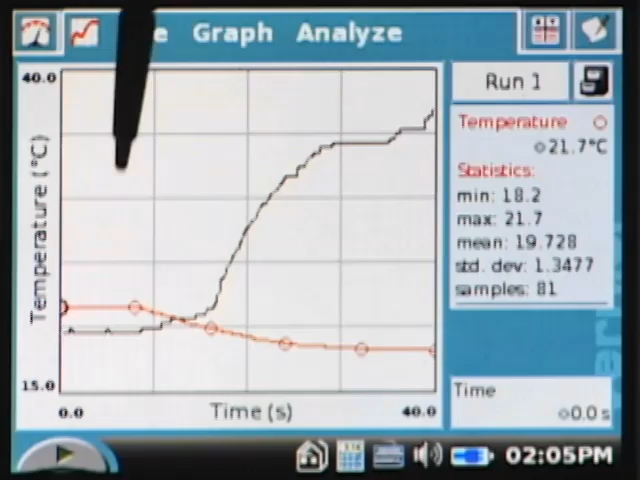 Graph Analyze
40.0
Temperature (°C)
15.0
0.0
Time (s)
40.0
Run 1
Temperature
21.7°C
Statistics:
min: 18.2
max: 21.7
mean: 19.728
std. dev: 1.3477
samples: 81
Time
0.0 s
02:05PM